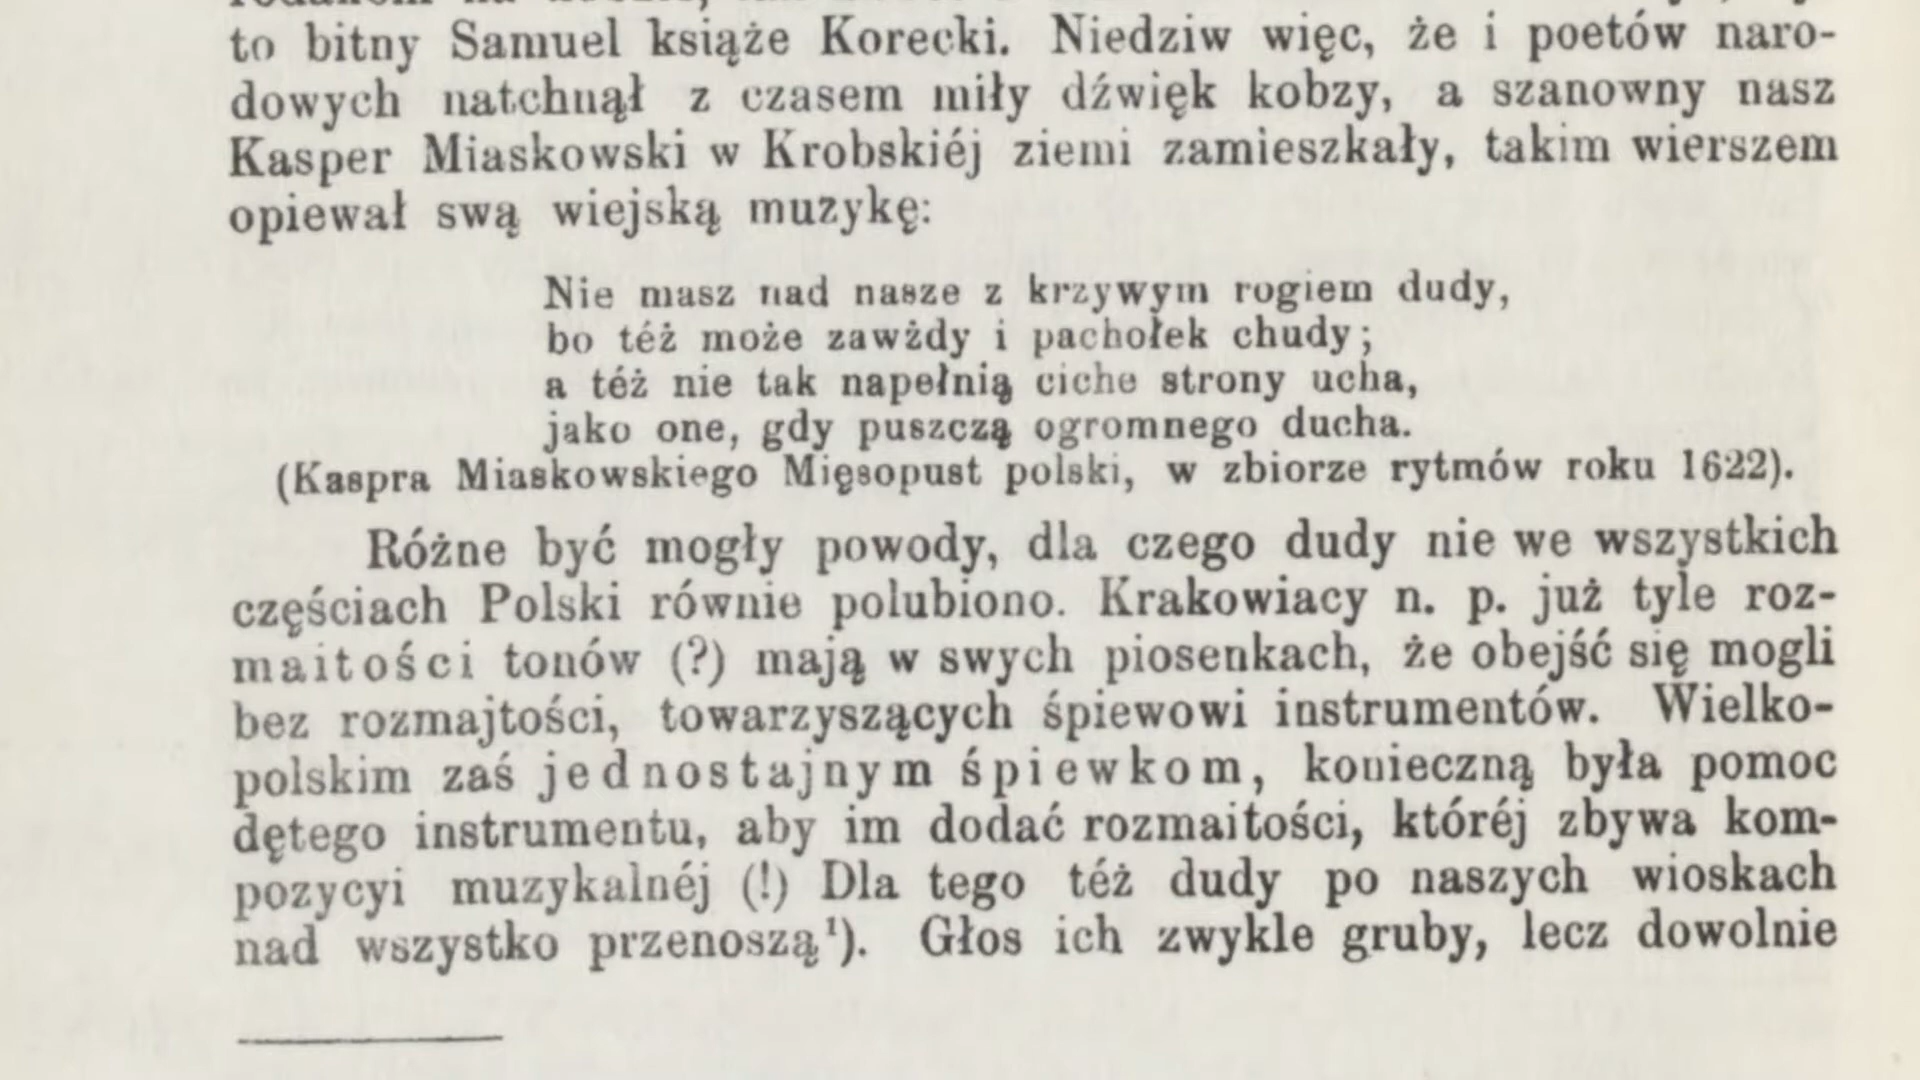 to bitny Samuel książe Korecki. Niedziw więc, że i poetów naro-
dowych natchnął z czasem miły dźwięk kobzy, a szanowny nasz
Kasper Miaskowski w Krobskiéj ziemi zamieszkały, takim wierszem
opiewał swą wiejską muzykę:
Nie masz nad nasze z krzywym rogiem dudy,
bo téż może zawżdy i pachołek chudy;
a téż nie tak napełnią ciche strony ucha,
jako one, gdy puszczą ogromnego ducha.
(Kaspra Miaskowskiego Mięsopust polski, w zbiorze rytmów roku 1622).
Różne być mogły powody, dla czego dudy nie we wszystkich
częściach Polski równie polubiono. Krakowiacy n. p. już tyle roz-
maitości tonów (?) mają w swych piosenkach, że obejść się mogli
bez rozmajtości, towarzyszących śpiewowi instrumentów. Wielko-
polskim zaś jednostajnym śpiewkom, konieczną była pomoc
dętego instrumentu, aby im dodać rozmaitości, któréj zbywa kom-
pozycyi muzykalnéj (!) Dla tego téż dudy po naszych wioskach
nad wszystko przenoszą¹). Głos ich zwykle gruby, lecz dowolnie